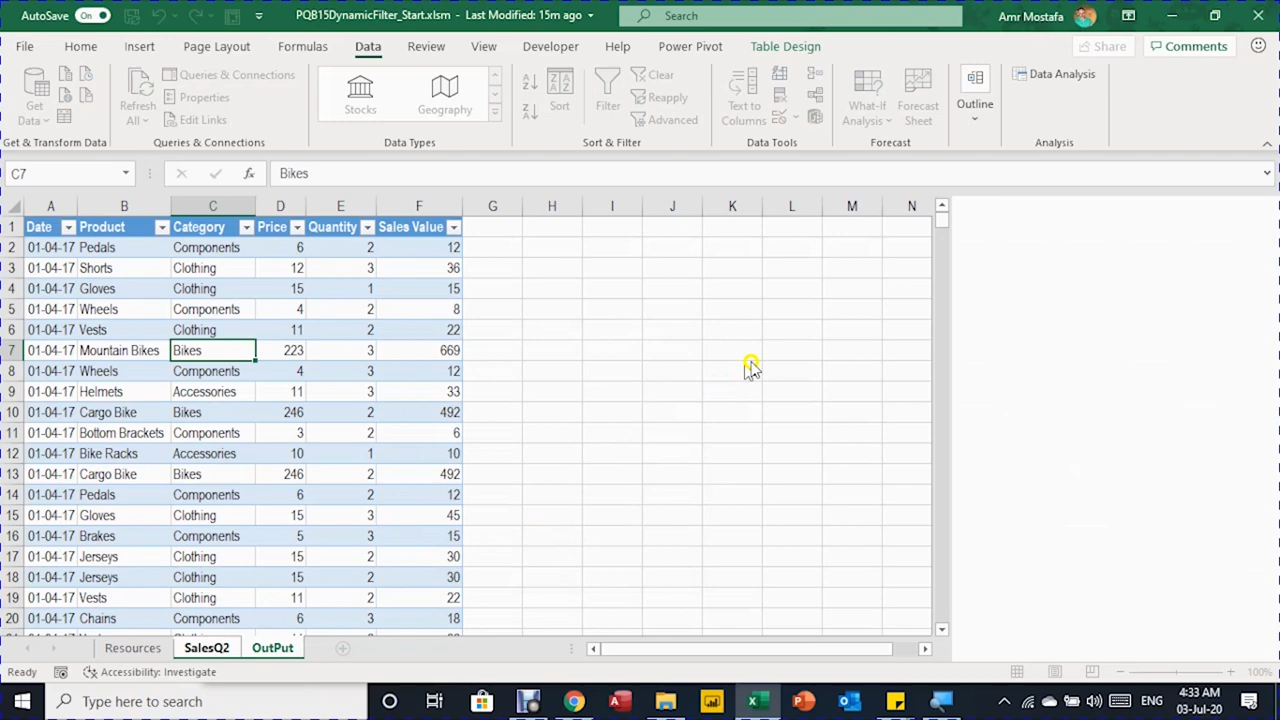 AutoSave On PQB15DynamicFilter_Start.xlsm - Last Modified: 15m ago Search Amr Mostafa
File Home Insert Page Layout Formulas Data Review View Developer Help Power Pivot Table Design Share Comments
Get Data
Refresh All
Queries & Connections
Properties
Edit Links
Stocks
Geography
Sort
Filter
Clear
Reapply
Advanced
Text to Columns
What-If Analysis
Forecast Sheet
Outline
Data Analysis
Get & Transform Data Queries & Connections Data Types Sort & Filter Data Tools Forecast Analysis
C7 fx Bikes
A B C D E F G H I J K L M N
1 Date Product Category Price Quantity Sales Value
2 01-04-17 Pedals Components 6 2 12
3 01-04-17 Shorts Clothing 12 3 36
4 01-04-17 Gloves Clothing 15 1 15
5 01-04-17 Wheels Components 4 2 8
6 01-04-17 Vests Clothing 11 2 22
7 01-04-17 Mountain Bikes Bikes 223 3 669
8 01-04-17 Wheels Components 4 3 12
9 01-04-17 Helmets Accessories 11 3 33
10 01-04-17 Cargo Bike Bikes 246 2 492
11 01-04-17 Bottom Brackets Components 3 2 6
12 01-04-17 Bike Racks Accessories 10 1 10
13 01-04-17 Cargo Bike Bikes 246 2 492
14 01-04-17 Pedals Components 6 2 12
15 01-04-17 Gloves Clothing 15 3 45
16 01-04-17 Brakes Components 5 3 15
17 01-04-17 Jerseys Clothing 15 2 30
18 01-04-17 Jerseys Clothing 15 2 30
19 01-04-17 Vests Clothing 11 2 22
20 01-04-17 Chains Components 6 3 18
Resources SalesQ2 OutPut
Ready Accessibility: Investigate 100%
Type here to search ENG 4:33 AM
03-Jul-20